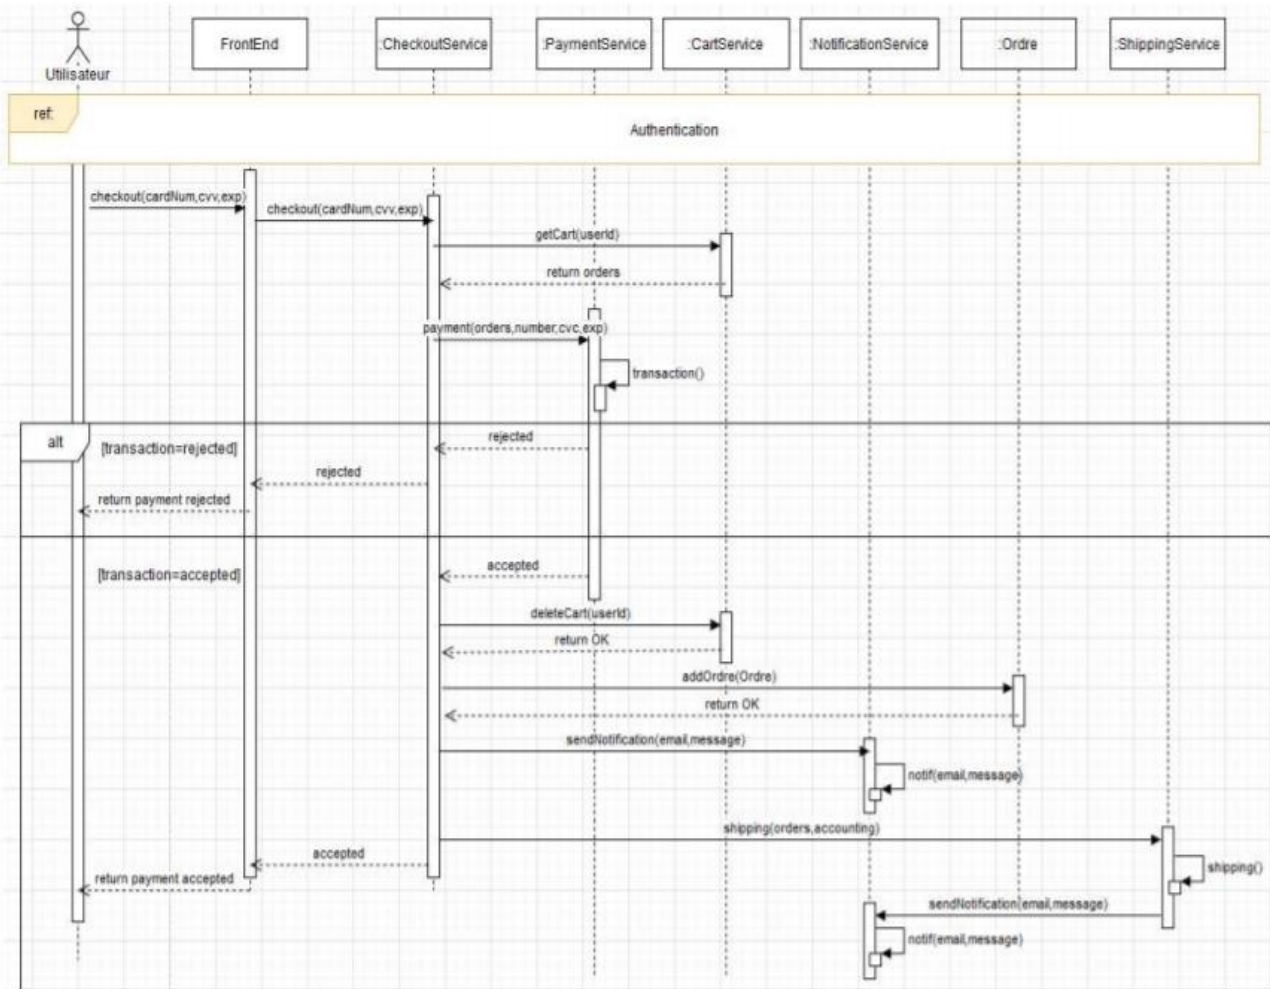 Utilisateur
FrontEnd
:CheckoutService
:PaymentService
:CartService
:NotificationService
:Ordre
:ShippingService
ref:
Authentication
checkout(cardNum,cvv,exp)
checkout(cardNum,cvv,exp)
getCart(userId)
return orders
payment(orders,number,cvc,exp)
transaction()
alt
[transaction=rejected]
rejected
rejected
return payment rejected
[transaction=accepted]
accepted
deleteCart(userId)
return OK
addOrdre(Ordre)
return OK
sendNotification(email,message)
notif(email,message)
shipping(orders,accounting)
accepted
shipping()
return payment accepted
sendNotification(email,message)
notif(email,message)